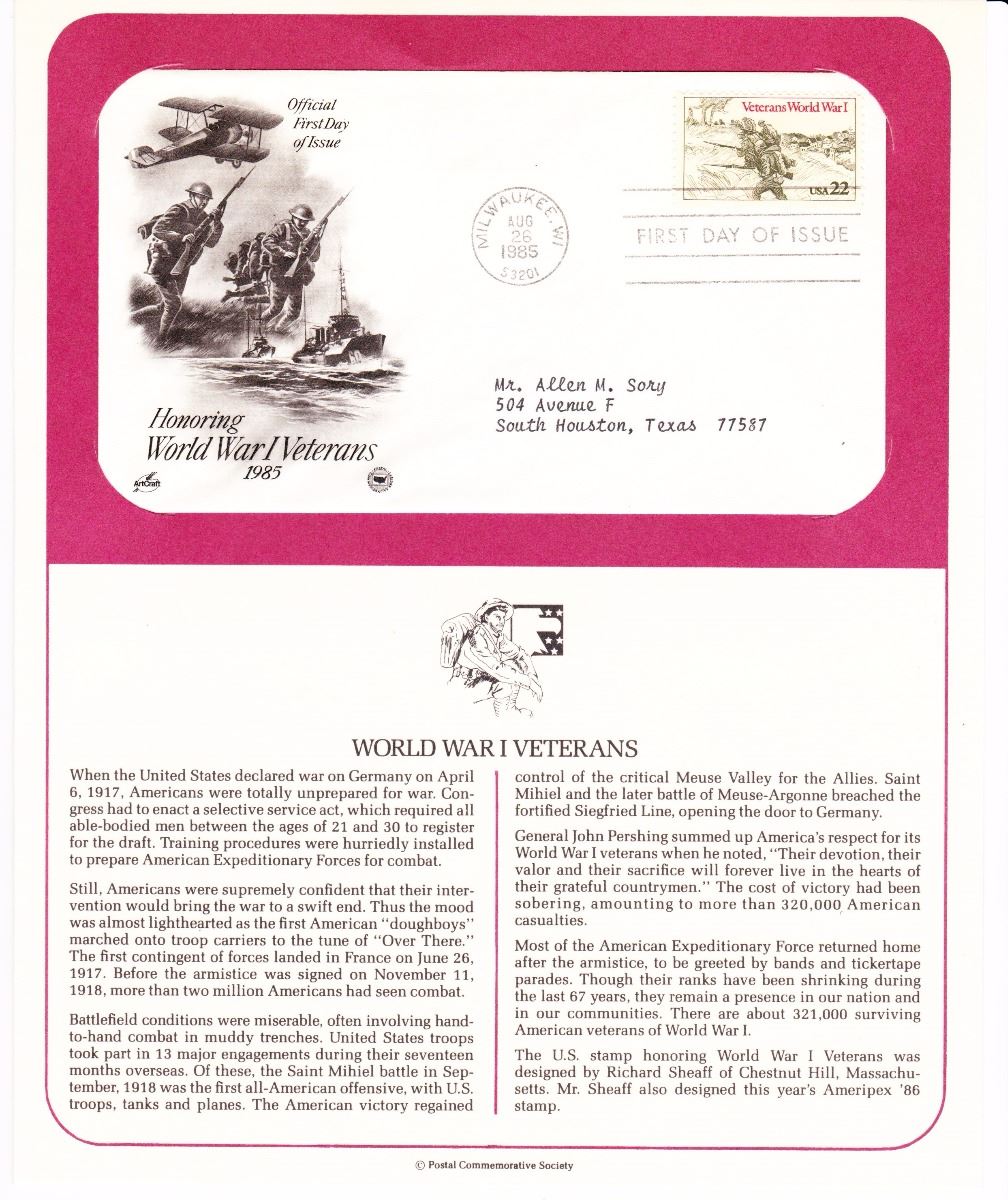 Official
First Day
of Issue
Veterans World War I
USA 22
MILWAUKEE, WI
AUG
26
1985
53201
FIRST DAY OF ISSUE
Mr. Allen M. Sory
504 Avenue F
South Houston, Texas 77587
Honoring
World War I Veterans
1985
ArtCraft
WORLD WAR I VETERANS
When the United States declared war on Germany on April
6, 1917, Americans were totally unprepared for war. Con-
gress had to enact a selective service act, which required all
able-bodied men between the ages of 21 and 30 to register
for the draft. Training procedures were hurriedly installed
to prepare American Expeditionary Forces for combat.
Still, Americans were supremely confident that their inter-
vention would bring the war to a swift end. Thus the mood
was almost lighthearted as the first American "doughboys"
marched onto troop carriers to the tune of "Over There."
The first contingent of forces landed in France on June 26,
1917. Before the armistice was signed on November 11,
1918, more than two million Americans had seen combat.
Battlefield conditions were miserable, often involving hand-
to-hand combat in muddy trenches. United States troops
took part in 13 major engagements during their seventeen
months overseas. Of these, the Saint Mihiel battle in Sep-
tember, 1918 was the first all-American offensive, with U.S.
troops, tanks and planes. The American victory regained
control of the critical Meuse Valley for the Allies. Saint
Mihiel and the later battle of Meuse-Argonne breached the
fortified Siegfried Line, opening the door to Germany.
General John Pershing summed up America's respect for its
World War I veterans when he noted, "Their devotion, their
valor and their sacrifice will forever live in the hearts of
their grateful countrymen." The cost of victory had been
sobering, amounting to more than 320,000 American
casualties.
Most of the American Expeditionary Force returned home
after the armistice, to be greeted by bands and tickertape
parades. Though their ranks have been shrinking during
the last 67 years, they remain a presence in our nation and
in our communities. There are about 321,000 surviving
American veterans of World War I.
The U.S. stamp honoring World War I Veterans was
designed by Richard Sheaff of Chestnut Hill, Massachu-
setts. Mr. Sheaff also designed this year's Ameripex '86
stamp.
© Postal Commemorative Society